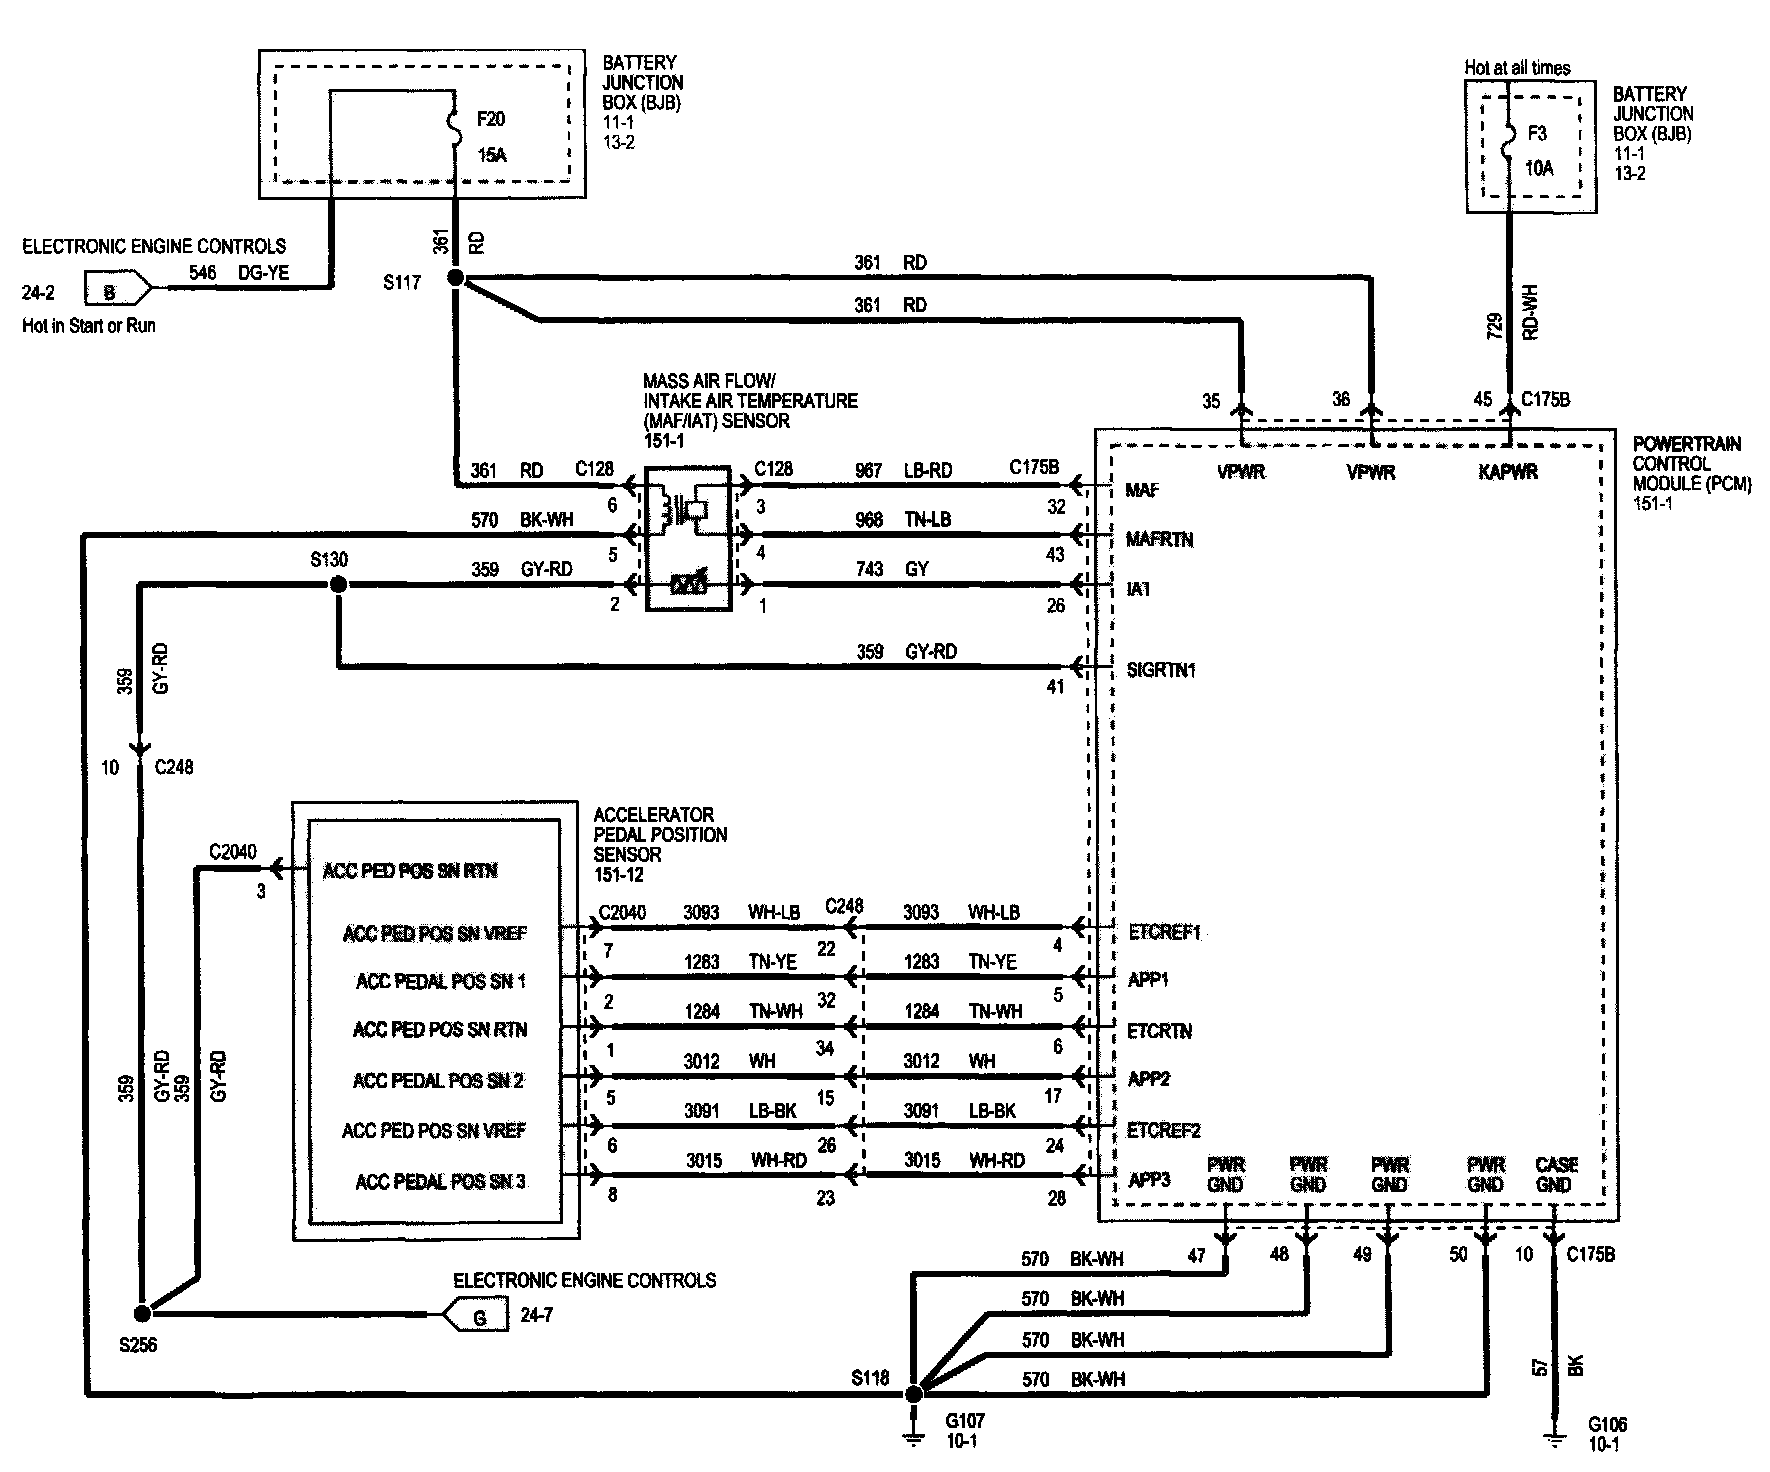 BATTERY
JUNCTION
BOX (BJB)
11-1
13-2
F20
15A
Hot at all times
BATTERY
JUNCTION
BOX (BJB)
11-1
13-2
F3
10A
ELECTRONIC ENGINE CONTROLS
546 DG-YE
24-2 B
Hot in Start or Run
361 RD
S117
361 RD
361 RD
729 RD-WH
35
36
45 C175B
MASS AIR FLOW/
INTAKE AIR TEMPERATURE
(MAF/IAT) SENSOR
151-1
POWERTRAIN
CONTROL
MODULE (PCM)
151-1
VPWR
VPWR
KAPWR
361 RD C128
6
C128 967 LB-RD C175B
3
32
MAF
570 BK-WH
5
968 TN-LB
4
43
MAFRTN
S130
359 GY-RD
2
743 GY
1
26
IA1
359 GY-RD
41
SIGRTN1
359 GY-RD
10 C248
ACCELERATOR
PEDAL POSITION
SENSOR
151-12
C2040
3
ACC PED POS SN RTN
ACC PED POS SN VREF
C2040 3093 WH-LB C248 3093 WH-LB
7
22
4
ETCREF1
ACC PEDAL POS SN 1
1283 TN-YE 1283 TN-YE
2
32
5
APP1
ACC PED POS SN RTN
1284 TN-WH 1284 TN-WH
1
34
6
ETCRTN
ACC PEDAL POS SN 2
3012 WH 3012 WH
5
15
17
APP2
ACC PED POS SN VREF
3091 LB-BK 3091 LB-BK
6
26
24
ETCREF2
ACC PEDAL POS SN 3
3015 WH-RD 3015 WH-RD
8
23
28
APP3
359 GY-RD
359 GY-RD
PWR
GND
PWR
GND
PWR
GND
PWR
GND
CASE
GND
47
48
49
50
10 C175B
570 BK-WH
570 BK-WH
570 BK-WH
570 BK-WH
57 BK
ELECTRONIC ENGINE CONTROLS
G 24-7
S256
S118
G107
10-1
G106
10-1